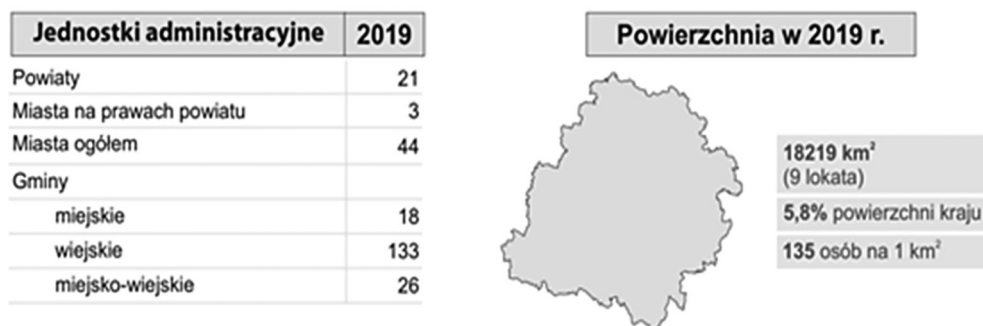 Jednostki administracyjne 2019
Powiaty 21
Miasta na prawach powiatu 3
Miasta ogółem 44
Gminy
miejskie 18
wiejskie 133
miejsko-wiejskie 26
Powierzchnia w 2019 r.
18219 km²
(9 lokata)
5,8% powierzchni kraju
135 osób na 1 km²